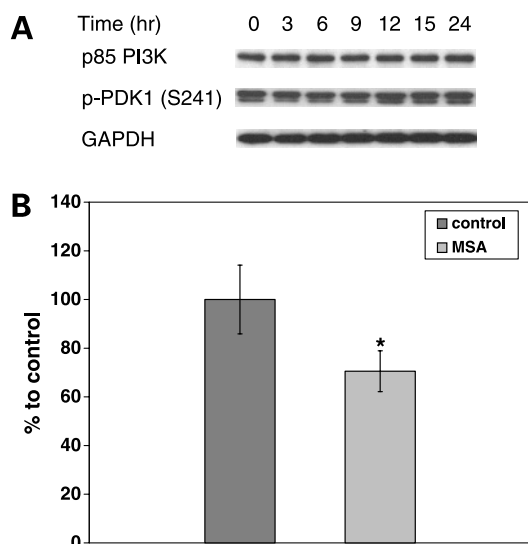 A
Time (hr) 0 3 6 9 12 15 24
p85 PI3K
p-PDK1 (S241)
GAPDH
B
140
120
100
80
60
40
20
0
% to control
control
MSA
*